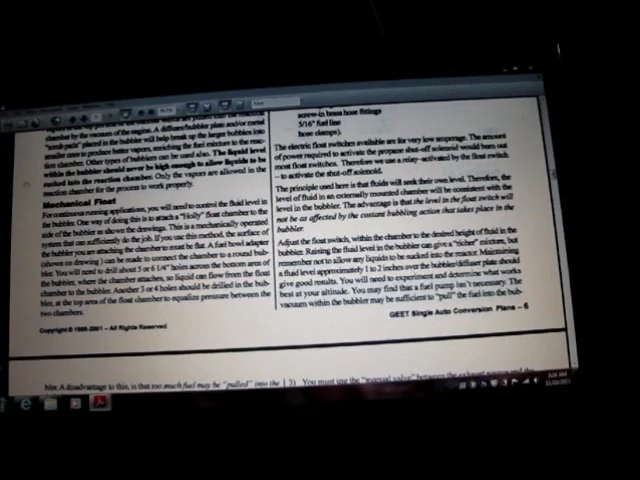 chamber by the vacuum of the engine. A diffuser/bubbler plate and/or metal
"scrub pads" placed in the bubbler will help break up the larger bubbles into
smaller ones to produce better vapors, enriching the fuel mixture to the reac-
tion chamber. Other types of bubblers can be used also. The liquid level
within the bubbler should never be high enough to allow liquids to be
sucked into the reaction chamber. Only the vapors are allowed in the
reaction chamber for the process to work properly.
Mechanical Float
For continuous running applications, you will need to control the fluid level in
the bubbler. One way of doing this is to attach a "Holly" float chamber to the
side of the bubbler as shown the drawings. This is a mechanically operated
system that can sufficiently do the job. If you use this method, the surface of
the bubbler you are attaching the chamber to must be flat. A fuel bowl adapter
(shown on drawing) can be made to connect the chamber to a round bub-
bler. You will need to drill about 5 or 6 1/4" holes across the bottom area of
the bubbler, where the chamber attaches, so liquid can flow from the float
chamber to the bubbler. Another 3 or 4 holes should be drilled in the bub-
bler, at the top area of the float chamber to equalize pressure between the
two chambers.
screw-in brass hose fittings
5/16" fuel line
hose clamps).
The electric float switches available are for very low amperage. The amount
of power required to activate the propane shut-off solenoid would burn out
most float switches. Therefore we use a relay-activated by the float switch
– to activate the shut-off solenoid.
The principle used here is that fluids will seek their own level. Therefore, the
level of fluid in an externally mounted chamber will be consistent with the
level in the bubbler. The advantage is that the level in the float switch will
not be as affected by the constant bubbling action that takes place in the
bubbler.
Adjust the float switch, within the chamber to the desired height of fluid in the
bubbler. Raising the fluid level in the bubbler can give a "richer" mixture, but
remember not to allow any liquids to be sucked into the reactor. Maintaining
a fluid level approximately 1 to 2 inches over the bubbler/diffuser plate should
give good results. You will need to experiment and determine what works
best at your altitude. You may find that a fuel pump isn't necessary. The
vacuum within the bubbler may be sufficient to "pull" the fuel into the bub-
Copyright © 1998-2001 – All Rights Reserved
GEET Single Auto Conversion Plans – 6
bler. A disadvantage to this, is that too much fuel may be "pulled" into the
3) You must use the "manual valve" between the exhaust